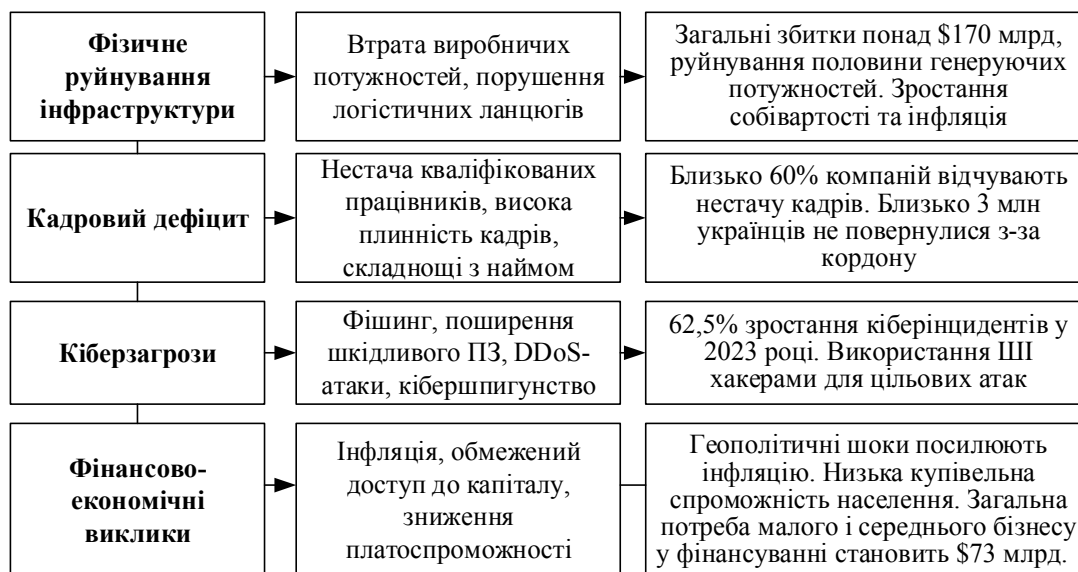 Фізичне
руйнування
інфраструктури
Втрата виробничих
потужностей, порушення
логістичних ланцюгів
Загальні збитки понад $170 млрд,
руйнування половини генеруючих
потужностей. Зростання
собівартості та інфляція
Кадровий дефіцит
Нестача кваліфікованих
працівників, висока
плинність кадрів,
складнощі з наймом
Близько 60% компаній відчувають
нестачу кадрів. Близько 3 млн
українців не повернулися з-за
кордону
Кіберзагрози
Фішинг, поширення
шкідливого ПЗ, DDoS-
атаки, кібершпигунство
62,5% зростання кіберінцидентів у
2023 році. Використання ШІ
хакерами для цільових атак
Фінансово-
економічні
виклики
Інфляція, обмежений
доступ до капіталу,
зниження
платоспроможності
Геополітичні шоки посилюють
інфляцію. Низька купівельна
спроможність населення. Загальна
потреба малого і середнього бізнесу
у фінансуванні становить $73 млрд.